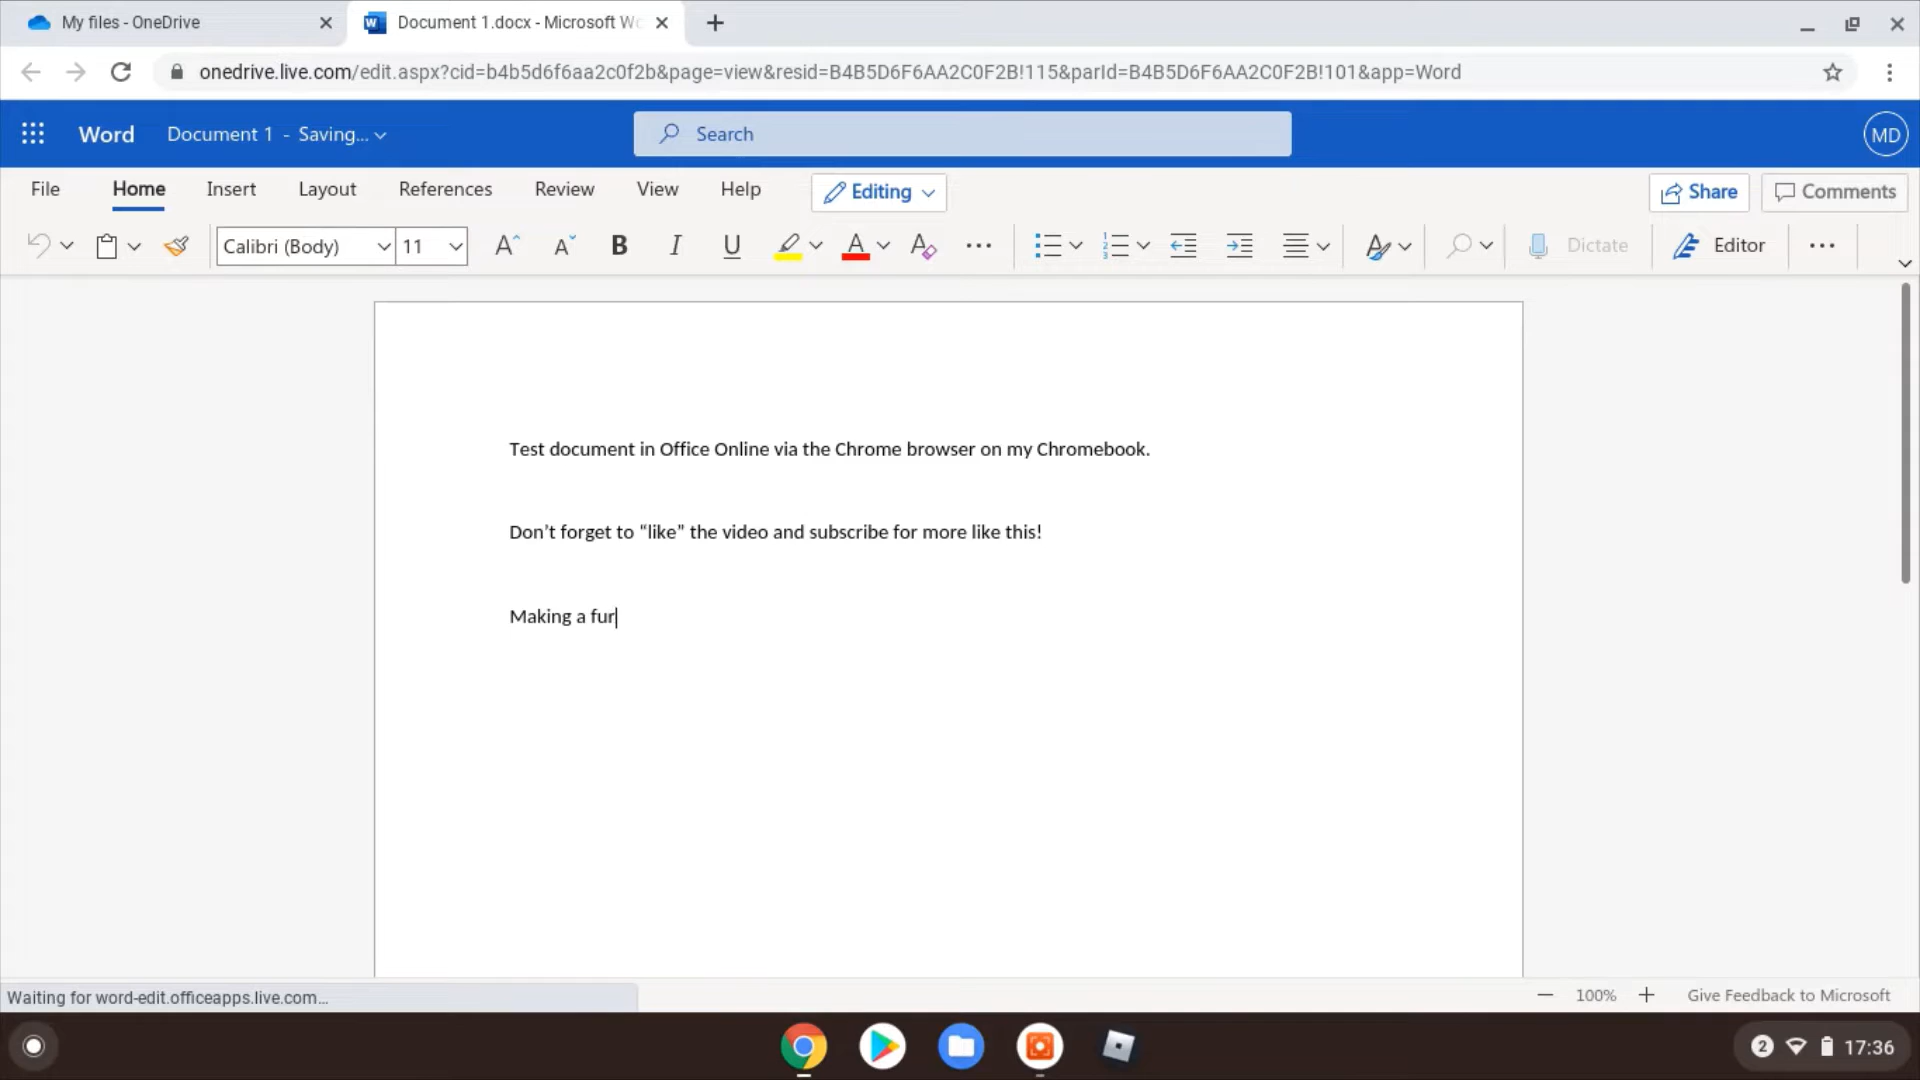 My files - OneDrive
Document 1.docx - Microsoft Wo
onedrive.live.com/edit.aspx?cid=b4b5d6f6aa2c0f2b&page=view&resid=B4B5D6F6AA2C0F2B!115&parId=B4B5D6F6AA2C0F2B!101&app=Word
Word Document 1 - Saving... Search MD
File Home Insert Layout References Review View Help Editing Share Comments
Calibri (Body) 11 A A B I U A A Dictate Editor
Test document in Office Online via the Chrome browser on my Chromebook.
Don’t forget to “like” the video and subscribe for more like this!
Making a fur
Waiting for word-edit.officeapps.live.com...
100% Give Feedback to Microsoft
2 17:36